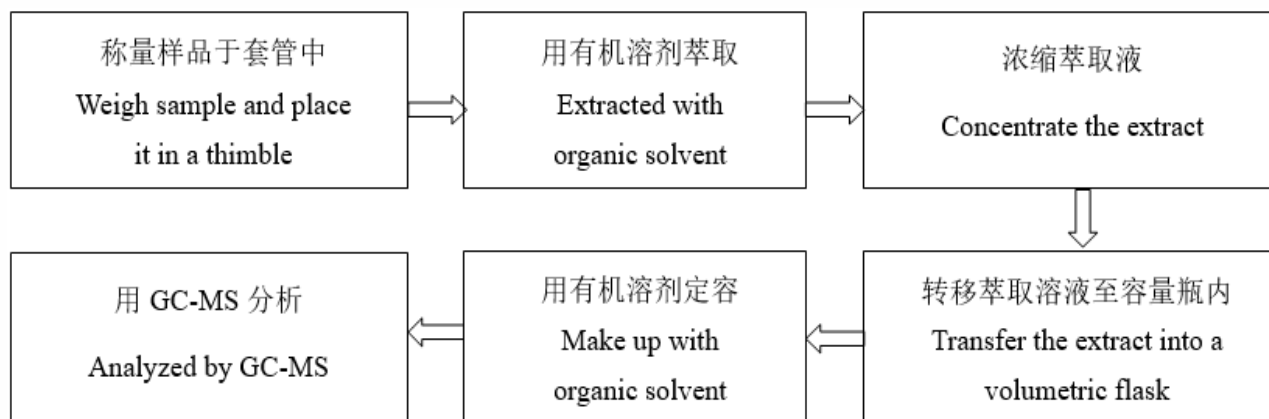 称量样品于套管中
Weigh sample and place
it in a thimble
用有机溶剂萃取
Extracted with
organic solvent
浓缩萃取液
Concentrate the extract
转移萃取溶液至容量瓶内
Transfer the extract into a
volumetric flask
用有机溶剂定容
Make up with
organic solvent
用 GC-MS 分析
Analyzed by GC-MS